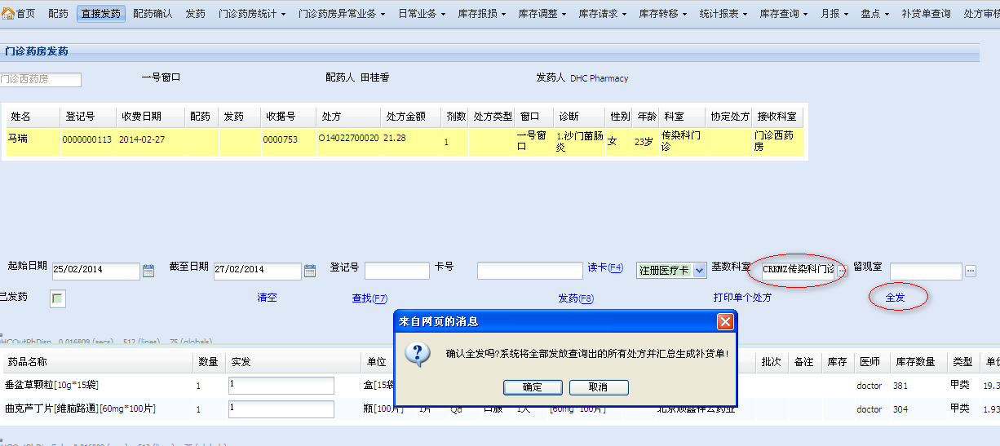 首页 配药 直接发药 配药确认 发药 门诊药房统计 门诊药房异常业务 日常业务 库存报损 库存调整 库存请求 库存转移 统计报表 库存查询 月报 盘点 补货单查询 处方审核
门诊药房发药
门诊西药房 一号窗口 配药人 田桂香 发药人 DHC Pharmacy
姓名 登记号 收费日期 配药 发药 收据号 处方 处方金额 剂数 处方类型 窗口 诊断 性别 年龄 科室 协定处方 接收科室
马瑞 0000000113 2014-02-27 0000753 O14022700020 21.28 1 一号窗口 1.沙门菌肠炎 女 23岁 传染科门诊 门诊西药房
起始日期 25/02/2014 截至日期 27/02/2014 登记号 卡号 读卡(F4) 注册医疗卡 基数科室 CRKMZ传染科门诊 留观室
已发药 清空 查找(F7) 发药(F8) 打印单个处方 全发
来自网页的消息
确认全发吗?系统将全部发放查询出的所有处方并汇总生成补货单!
确定 取消
HCOutPhDisp 0.016809 (secs) 512 (lines) 75 (globals)
药品名称 数量 实发 单位 批次 备注 库存 医师 库存数量 类型 单价
垂盆草颗粒[10g*15袋] 1 1 盒[15袋 doctor 381 甲类 19.3
曲克芦丁片[维脑路通][60mg*100片] 1 1 瓶[100片] 1片 Qd 口服 1天 [60mg*100片] doctor 304 甲类 1.93